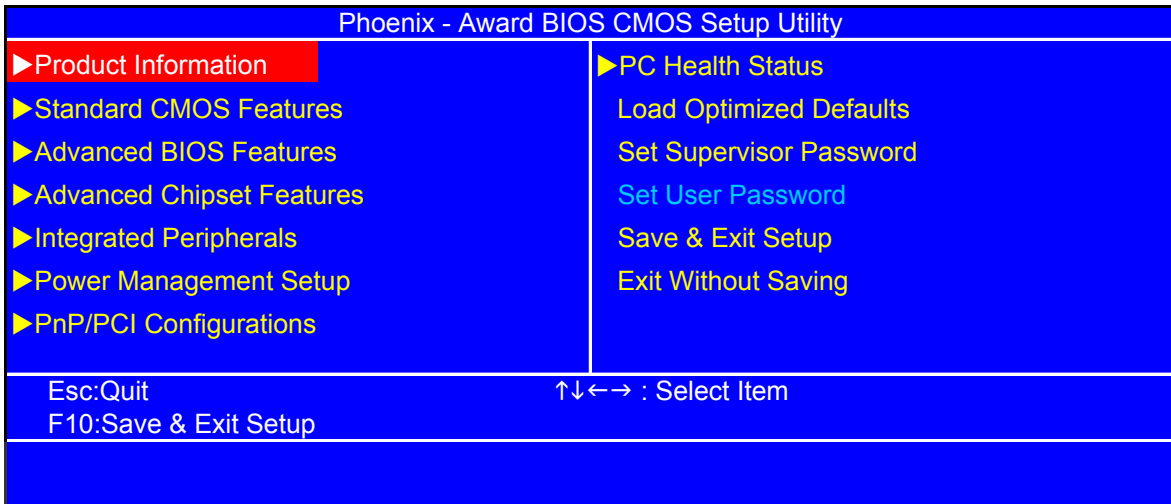 Phoenix - Award BIOS CMOS Setup Utility
▶Product Information
▶Standard CMOS Features
▶Advanced BIOS Features
▶Advanced Chipset Features
▶Integrated Peripherals
▶Power Management Setup
▶PnP/PCI Configurations
▶PC Health Status
Load Optimized Defaults
Set Supervisor Password
Set User Password
Save & Exit Setup
Exit Without Saving
Esc:Quit
↑↓←→ : Select Item
F10:Save & Exit Setup